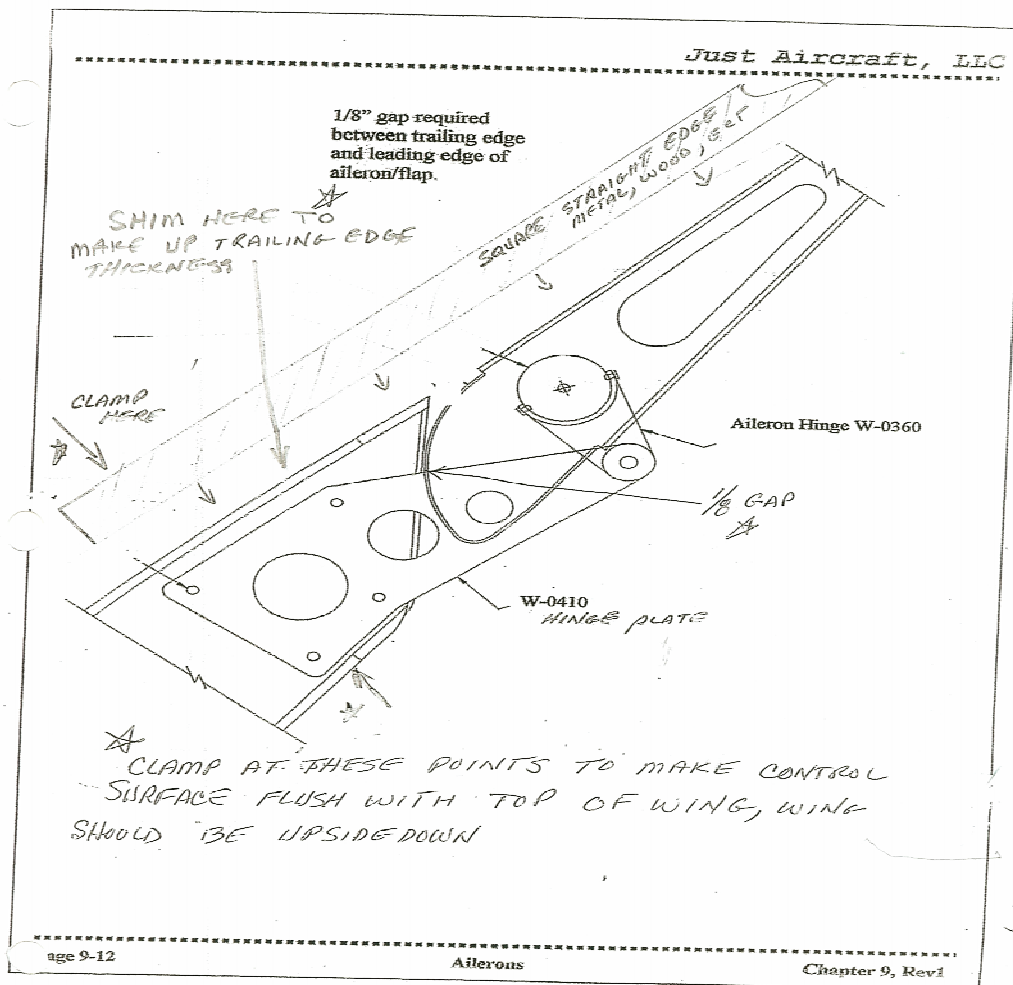 Just Aircraft, LLC
1/8" gap required
between trailing edge
and leading edge of
aileron/flap.
SHIM HERE TO
MAKE UP TRAILING EDGE
THICKNESS
SQUARE STRAIGHT EDGE
METAL, WOOD, Ect
CLAMP
HERE
Aileron Hinge W-0360
1/8 GAP
W-0410
HINGE PLATE
CLAMP AT THESE POINTS TO MAKE CONTROL
SURFACE FLUSH WITH TOP OF WING, WING
SHOULD BE UPSIDEDOWN
age 9-12
Ailerons
Chapter 9, Rev1